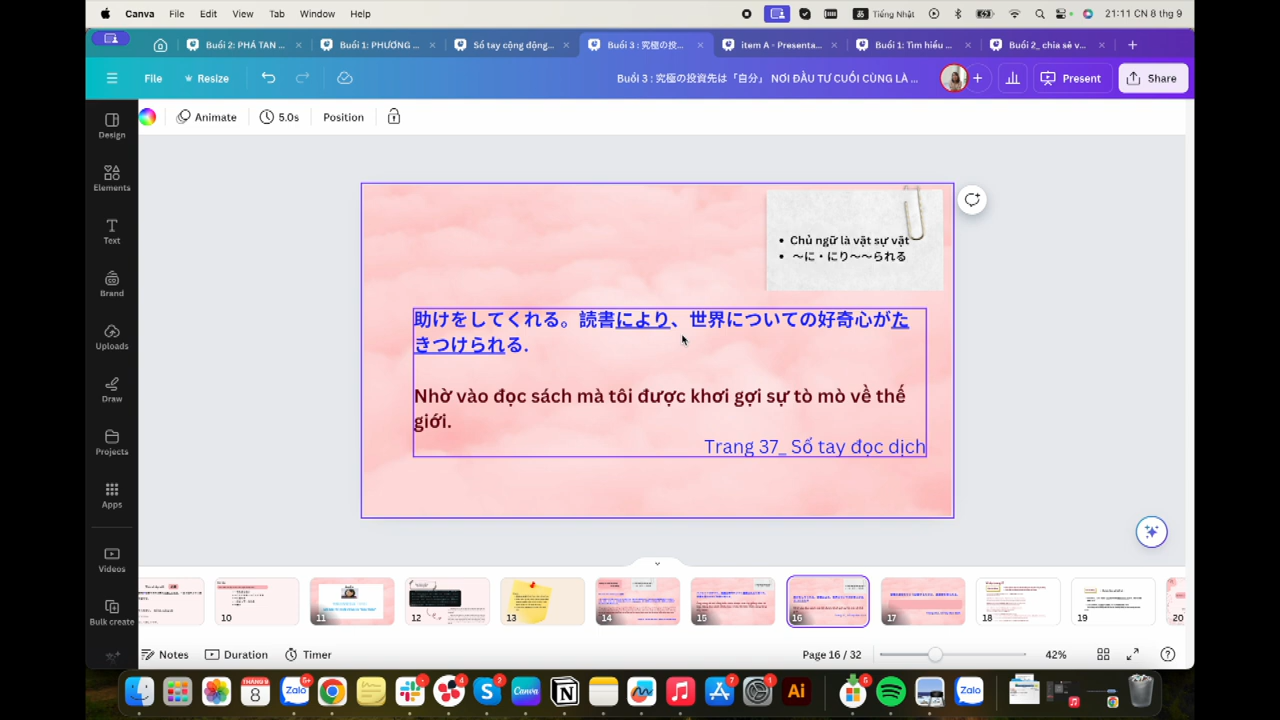 Canva File Edit View Tab Window Help Tiếng Nhật 21:11 CN 8 thg 9
Buổi 2: PHÁ TAN ... Buổi 1: PHƯƠNG ... Sổ tay cộng động... Buổi 3 : 究極の投... item A - Presenta... Buổi 1: Tìm hiểu ... Buổi 2_ chia sẻ v...
File Resize Buổi 3 : 究極の投資先は「自分」 NƠI ĐẦU TƯ CUỐI CÙNG LÀ ... Present Share
Animate 5.0s Position
Design
Elements
Text
Brand
Uploads
Draw
Projects
Apps
Videos
Bulk create
• Chủ ngữ là vật sự vật
• 〜に・にり〜〜られる
助けをしてくれる。読書により、世界についての好奇心がた
きつけられる.
Nhờ vào đọc sách mà tôi được khơi gợi sự tò mò về thế
giới.
Trang 37_ Sổ tay đọc dịch
10 11 12 13 14 15 16 17 18 19 20
Notes Duration Timer Page 16 / 32 42%
THÁNG 9
8
Zalo Canva Ai Zalo